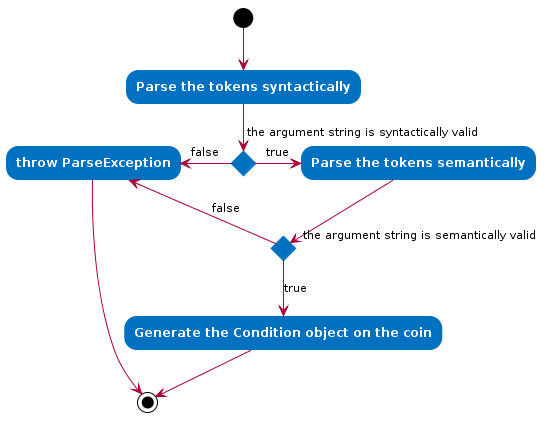 Parse the tokens syntactically
the argument string is syntactically valid
false
true
throw ParseException
Parse the tokens semantically
false
the argument string is semantically valid
true
Generate the Condition object on the coin